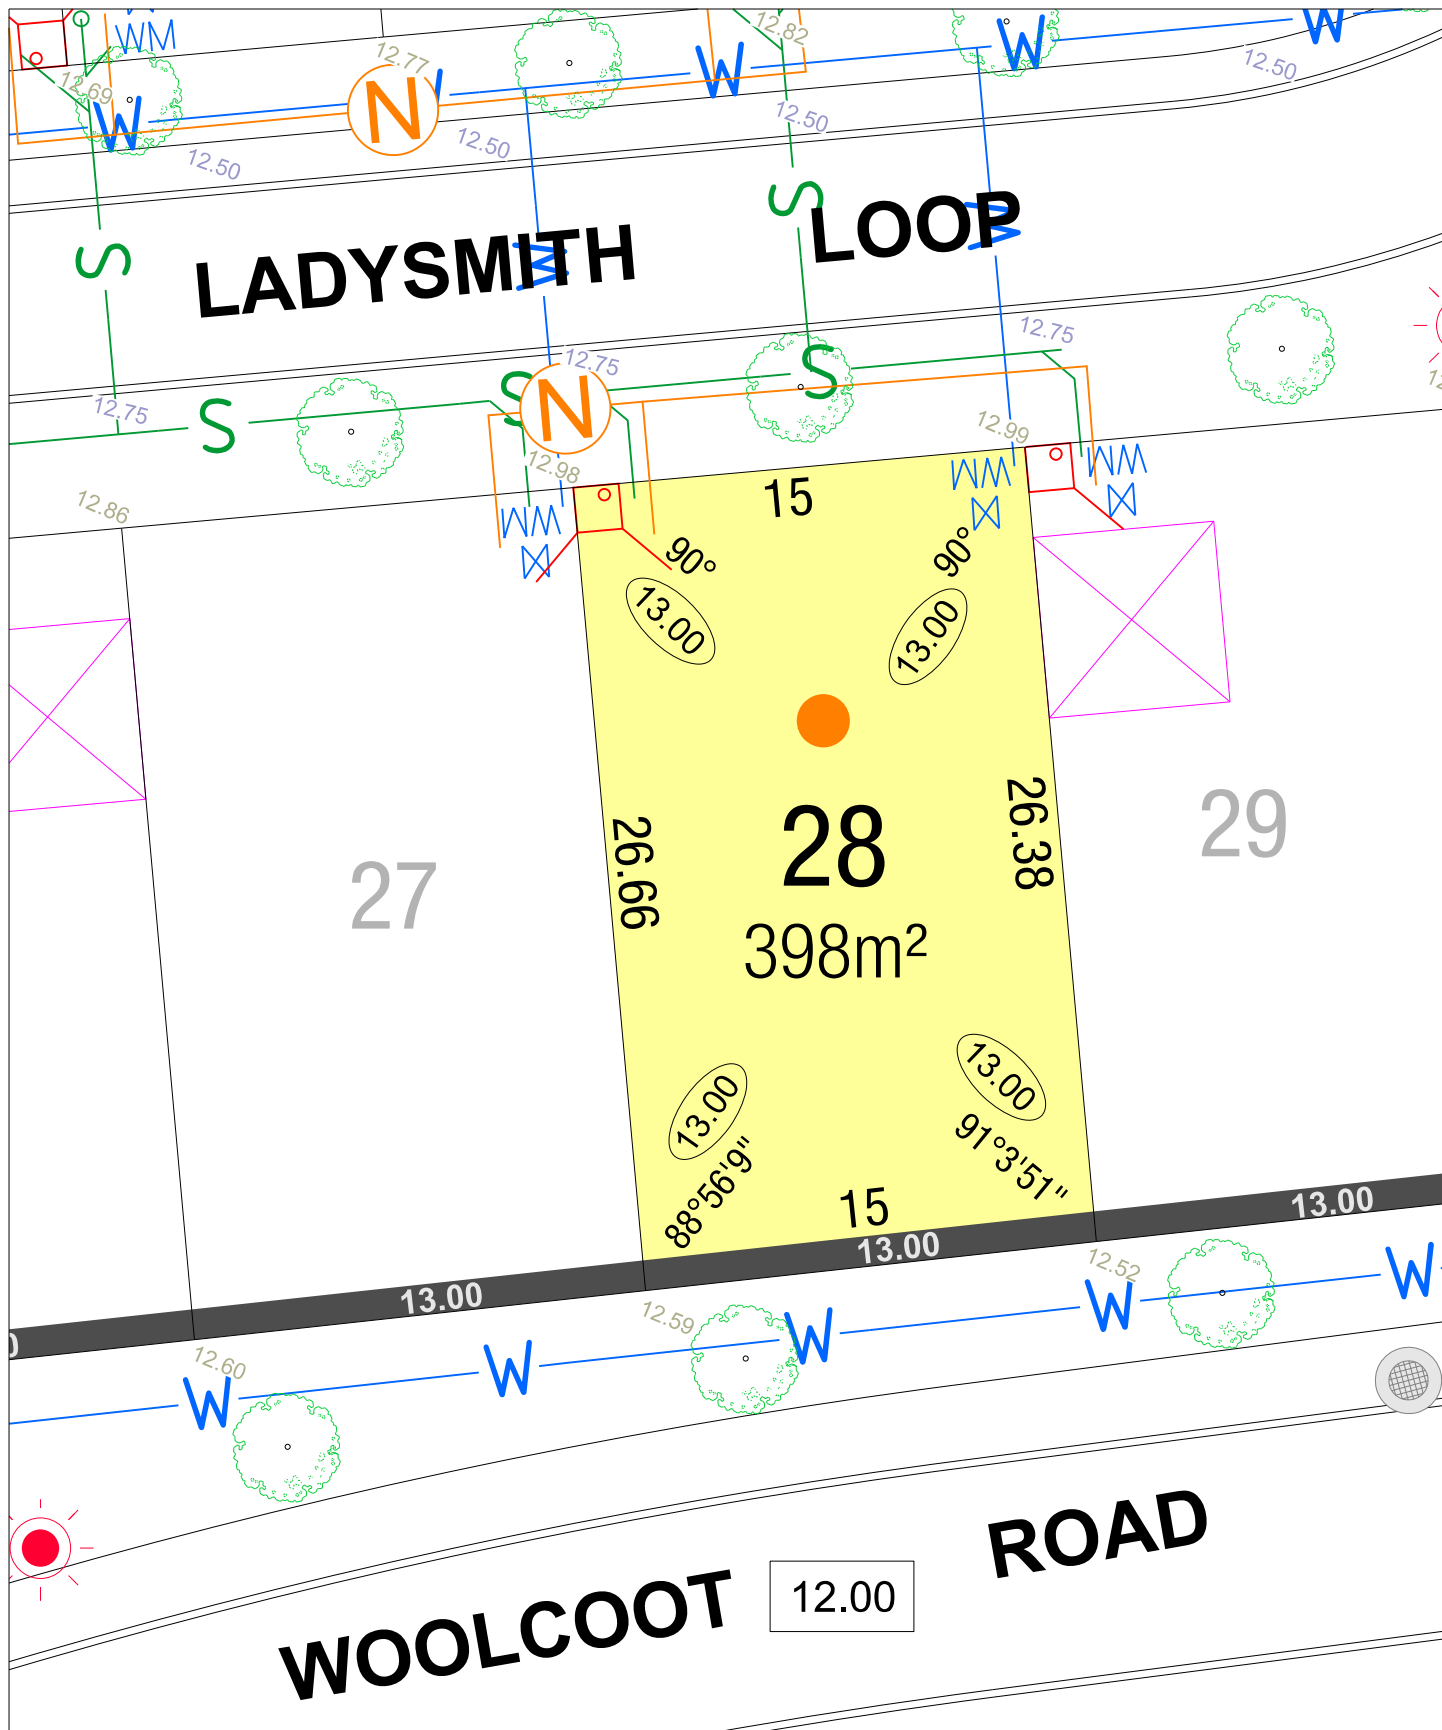 WM
12.82
12.77
W
W
W
12.50
12.69
N
W
12.50
12.50
12.50
S
W
LOOP
S
W
LADYSMITH
12.75
12.75
S
S
S
12.75
N
12.99
12.98
WM
WM
15
12.86
WM
90°
90°
13.00
13.00
26.66
26.38
28
27
29
398m²
13.00
13.00
88°56'9"
91°3'51"
15
13.00
13.00
13.00
12.52
12.59
12.60
W
W
W
W
W
ROAD
12.00
WOOLCOOT